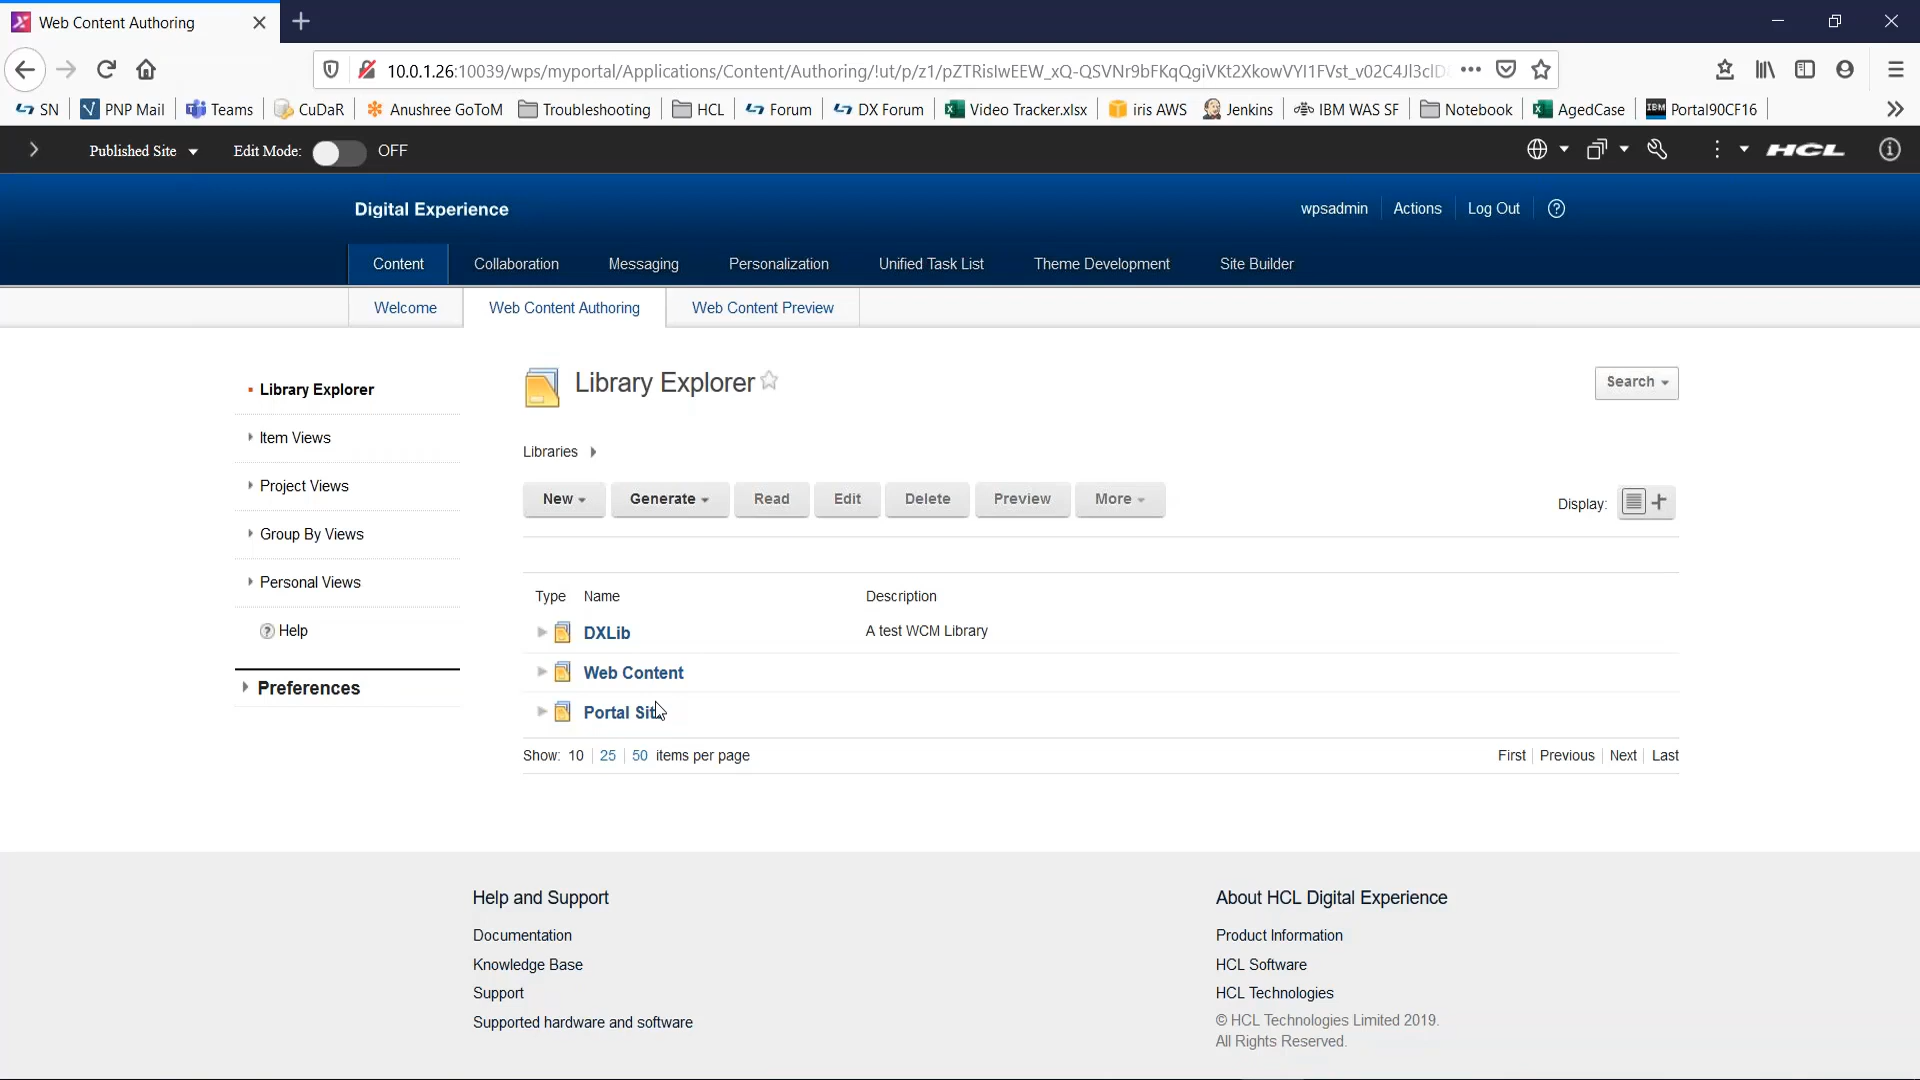 Web Content Authoring
10.0.1.26:10039/wps/myportal/Applications/Content/Authoring/!ut/p/z1/
SN PNP Mail Teams CuDaR Anushree GoToM Troubleshooting HCL Forum DX Forum Video Tracker.xlsx iris AWS Jenkins IBM WAS SF Notebook AgedCase Portal90CF16
Published Site Edit Mode: OFF HCL
Digital Experience wpsadmin Actions Log Out
Content Collaboration Messaging Personalization Unified Task List Theme Development Site Builder
Welcome Web Content Authoring Web Content Preview
Library Explorer
Item Views
Project Views
Group By Views
Personal Views
Help
Preferences
Library Explorer Search
Libraries
New Generate Read Edit Delete Preview More Display:
Type Name Description
DXLib A test WCM Library
Web Content
Portal
Show: 10 25 50 items per page First Previous Next Last
Help and Support
Documentation
Knowledge Base
Support
Supported hardware and software
About HCL Digital Experience
Product Information
HCL Software
HCL Technologies
© HCL Technologies Limited 2019.
All Rights Reserved.